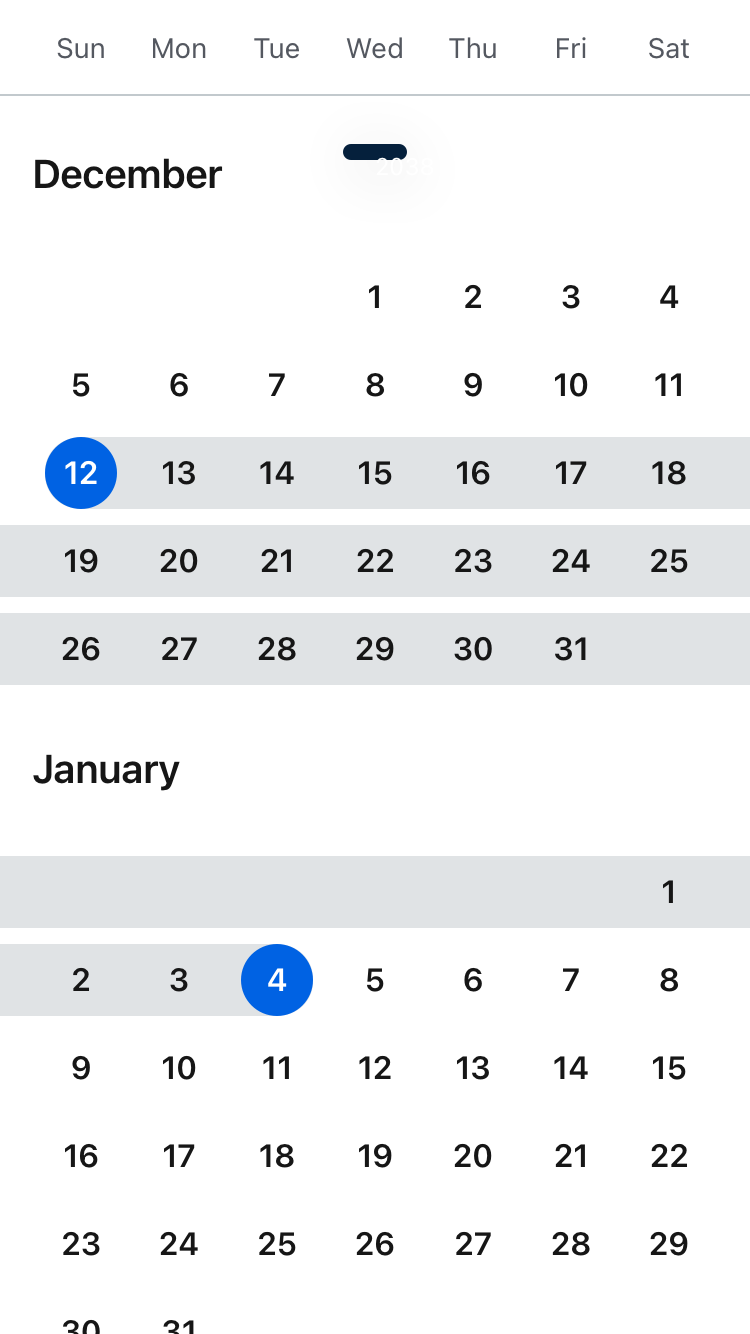 Sun Mon Tue Wed Thu Fri Sat
2038
December
1 2 3 4
5 6 7 8 9 10 11
12 13 14 15 16 17 18
19 20 21 22 23 24 25
26 27 28 29 30 31
January
1
2 3 4 5 6 7 8
9 10 11 12 13 14 15
16 17 18 19 20 21 22
23 24 25 26 27 28 29
30 31